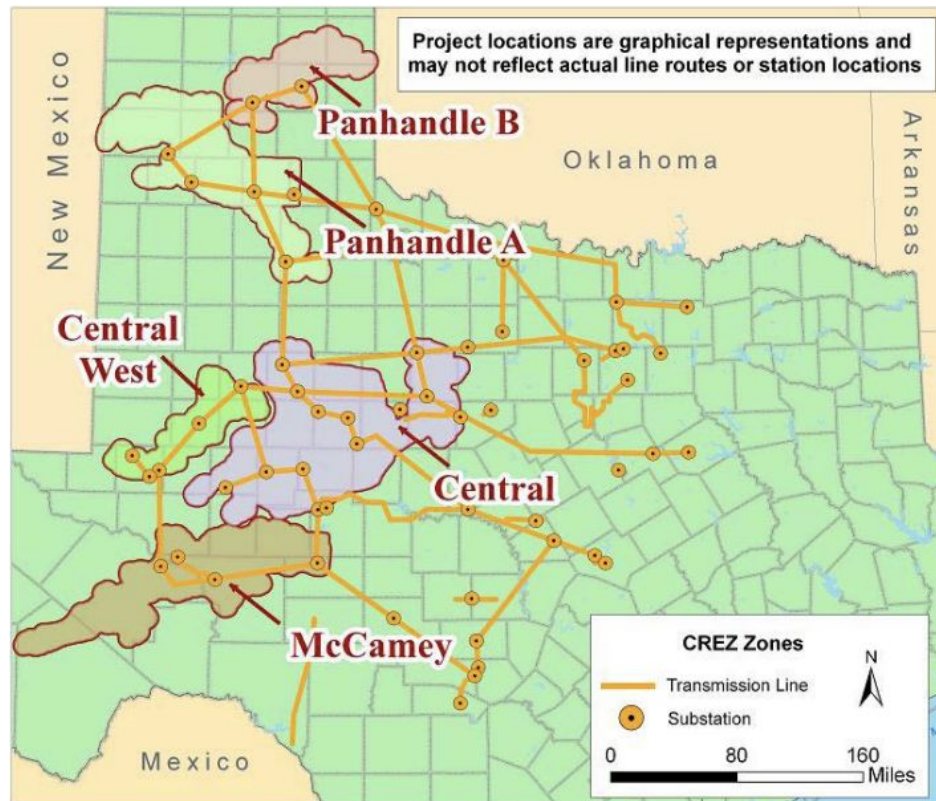 Project locations are graphical representations and
may not reflect actual line routes or station locations
New Mexico
Panhandle B
Oklahoma
Arkansas
Panhandle A
Central
West
Central
McCamey
Mexico
CREZ Zones
N
Transmission Line
Substation
0 80 160
Miles